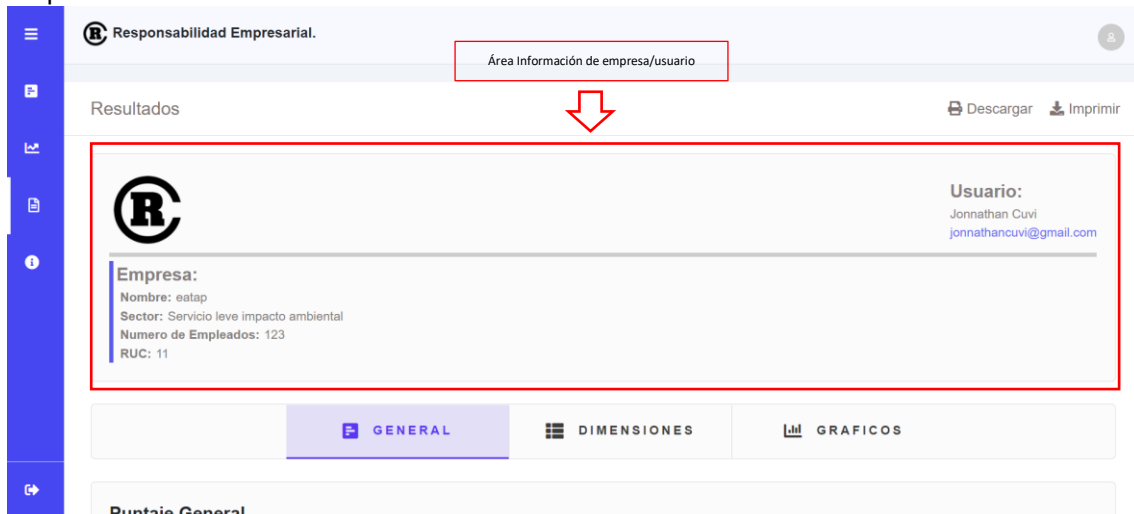 Responsabilidad Empresarial.
Área Información de empresa/usuario
Resultados
Descargar Imprimir
Usuario:
Jonnathan Cuvi
jonnathancuvi@gmail.com
Empresa:
Nombre: eatap
Sector: Servicio leve impacto ambiental
Numero de Empleados: 123
RUC: 11
GENERAL DIMENSIONES GRAFICOS
Puntaje General